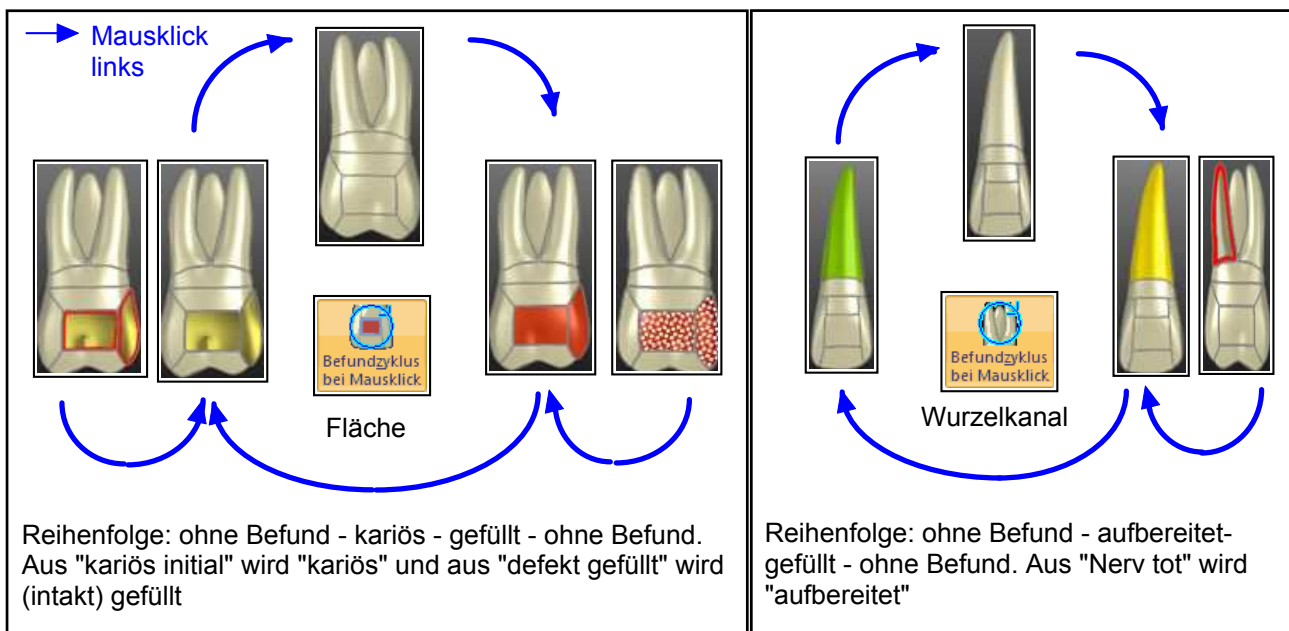 Mausklick
links
Befundzyklus
bei Mausklick
Fläche
Reihenfolge: ohne Befund - kariös - gefüllt - ohne Befund.
Aus "kariös initial" wird "kariös" und aus "defekt gefüllt" wird
(intakt) gefüllt
Befundzyklus
bei Mausklick
Wurzelkanal
Reihenfolge: ohne Befund - aufbereitet-
gefüllt - ohne Befund. Aus "Nerv tot" wird
"aufbereitet"